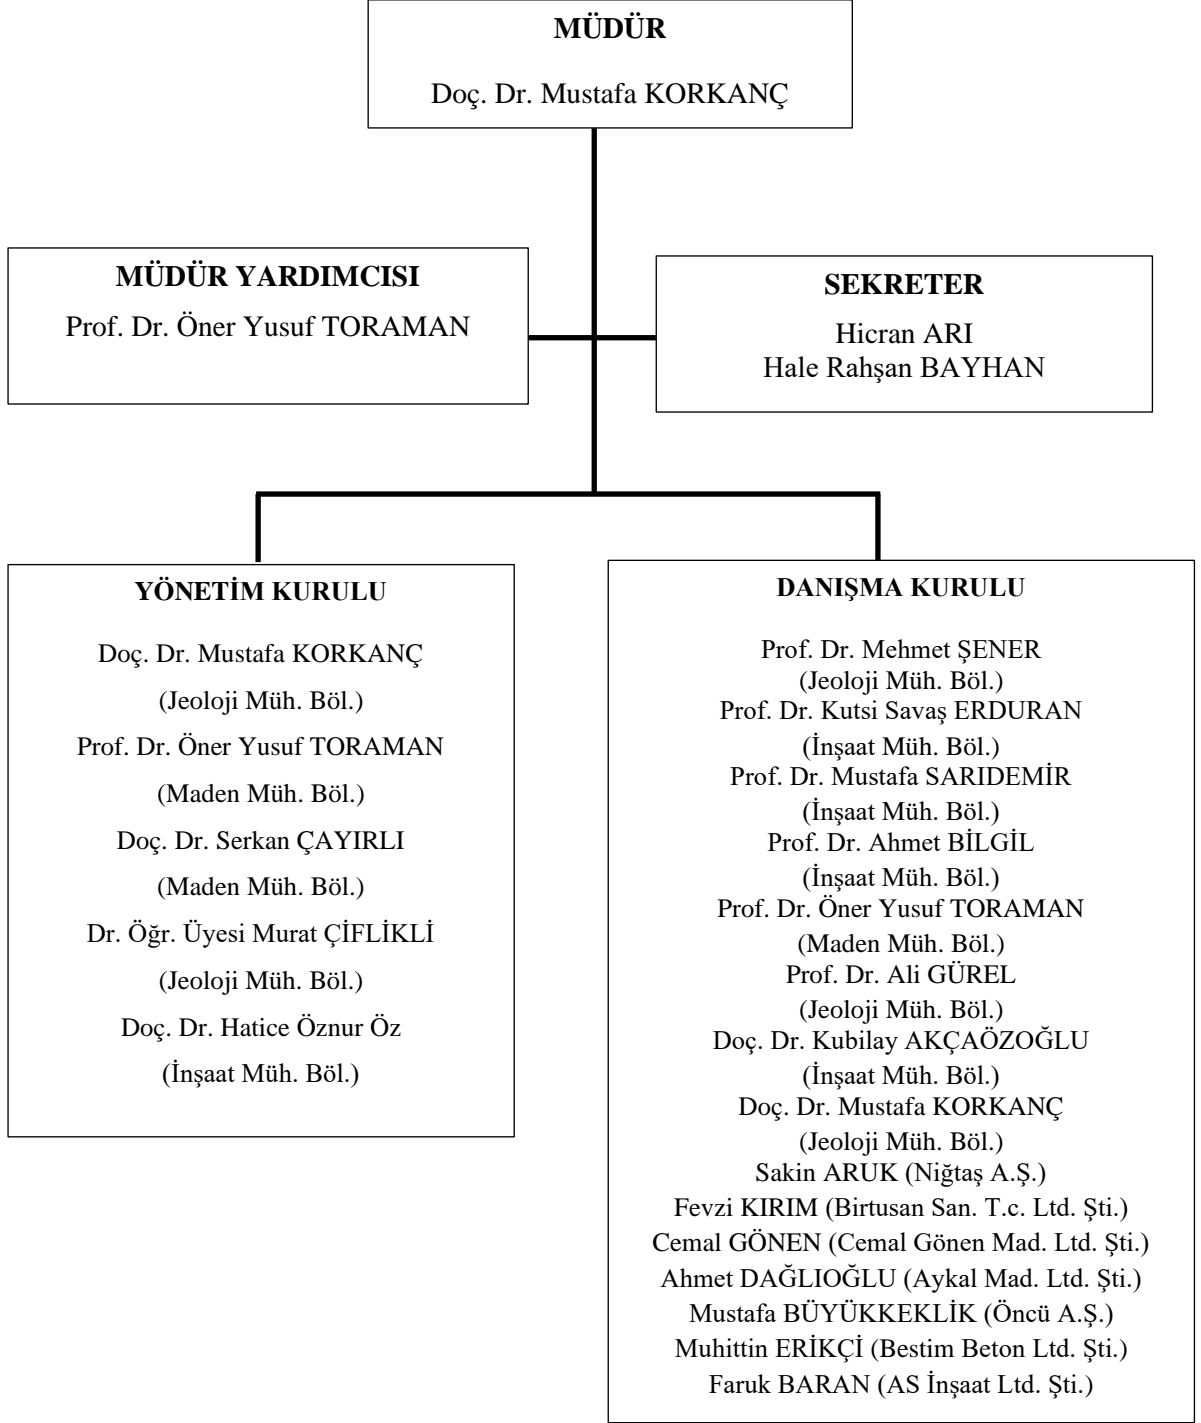 MÜDÜR
Doç. Dr. Mustafa KORKANÇ
MÜDÜR YARDIMCISI
Prof. Dr. Öner Yusuf TORAMAN
SEKRETER
Hicran ARI
Hale Rahşan BAYHAN
YÖNETİM KURULU
Doç. Dr. Mustafa KORKANÇ
(Jeoloji Müh. Böl.)
Prof. Dr. Öner Yusuf TORAMAN
(Maden Müh. Böl.)
Doç. Dr. Serkan ÇAYIRLI
(Maden Müh. Böl.)
Dr. Öğr. Üyesi Murat ÇİFLİKLİ
(Jeoloji Müh. Böl.)
Doç. Dr. Hatice Öznur Öz
(İnşaat Müh. Böl.)
DANIŞMA KURULU
Prof. Dr. Mehmet ŞENER
(Jeoloji Müh. Böl.)
Prof. Dr. Kutsi Savaş ERDURAN
(İnşaat Müh. Böl.)
Prof. Dr. Mustafa SARIDEMİR
(İnşaat Müh. Böl.)
Prof. Dr. Ahmet BİLGİL
(İnşaat Müh. Böl.)
Prof. Dr. Öner Yusuf TORAMAN
(Maden Müh. Böl.)
Prof. Dr. Ali GÜREL
(Jeoloji Müh. Böl.)
Doç. Dr. Kubilay AKÇAÖZOĞLU
(İnşaat Müh. Böl.)
Doç. Dr. Mustafa KORKANÇ
(Jeoloji Müh. Böl.)
Sakin ARUK (Niğtaş A.Ş.)
Fevzi KIRIM (Birtusan San. T.c. Ltd. Şti.)
Cemal GÖNEN (Cemal Gönen Mad. Ltd. Şti.)
Ahmet DAĞLIOĞLU (Aykal Mad. Ltd. Şti.)
Mustafa BÜYÜKKEKLİK (Öncü A.Ş.)
Muhittin ERİKÇİ (Bestim Beton Ltd. Şti.)
Faruk BARAN (AS İnşaat Ltd. Şti.)